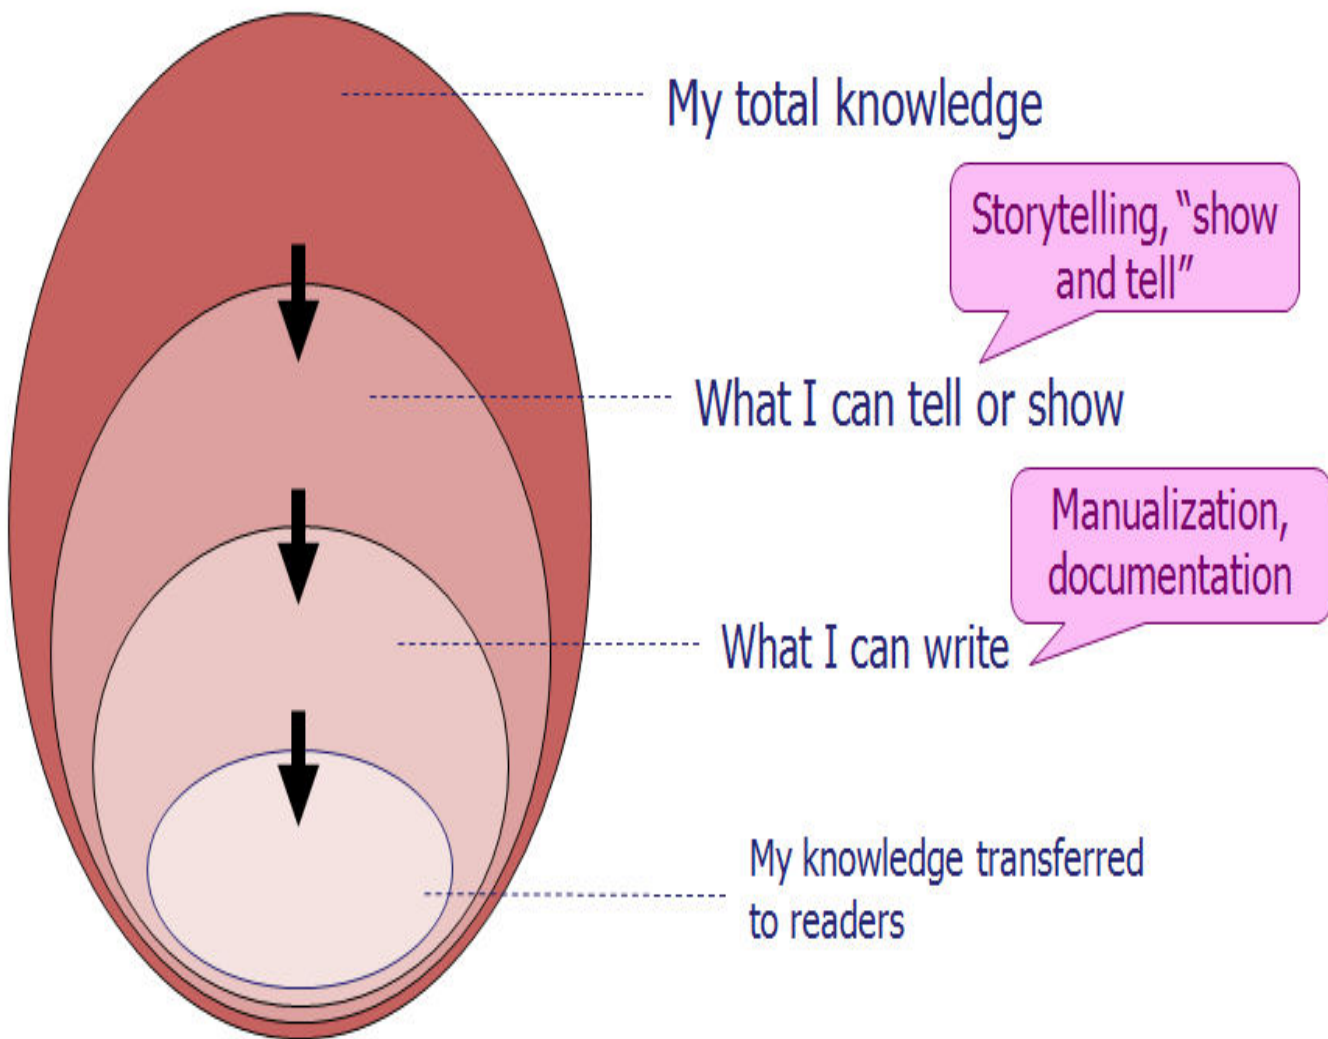 My total knowledge
Storytelling, “show
and tell”
What I can tell or show
Manualization,
documentation
What I can write
My knowledge transferred
to readers